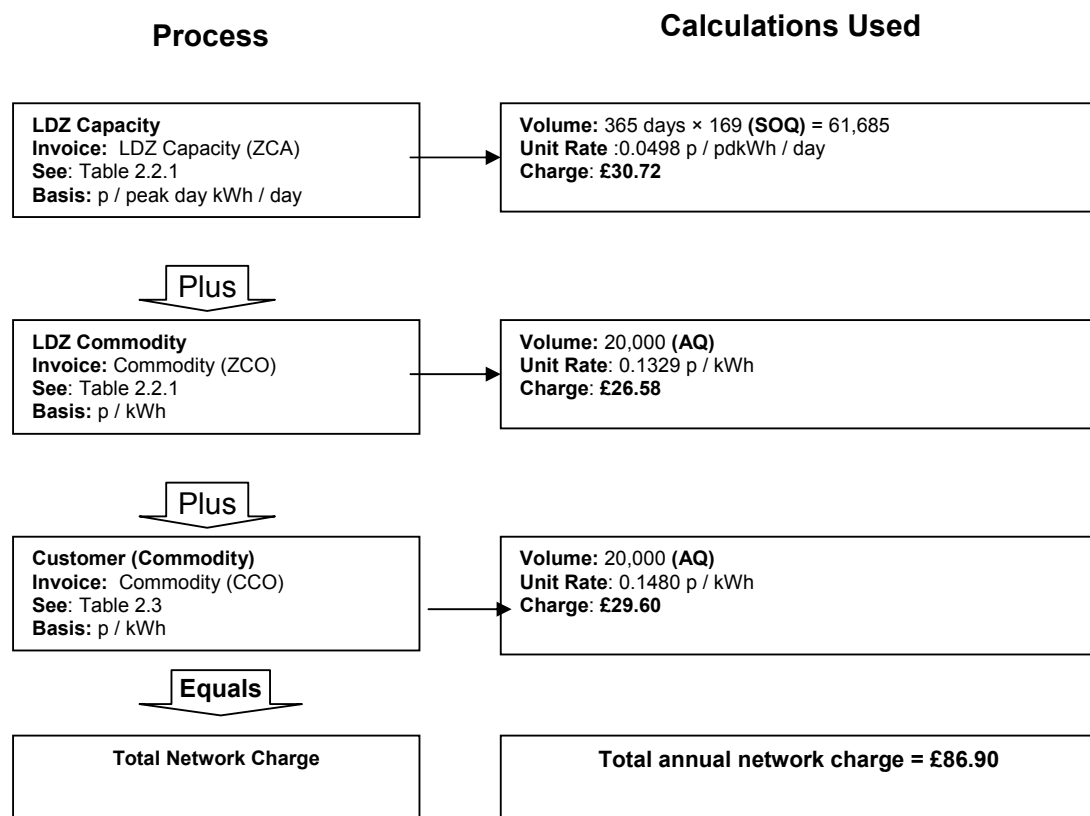 Process
Calculations Used
LDZ Capacity
Invoice: LDZ Capacity (ZCA)
See: Table 2.2.1
Basis: p / peak day kWh / day
Volume: 365 days × 169 (SOQ) = 61,685
Unit Rate :0.0498 p / pdkWh / day
Charge: £30.72
Plus
LDZ Commodity
Invoice: Commodity (ZCO)
See: Table 2.2.1
Basis: p / kWh
Volume: 20,000 (AQ)
Unit Rate: 0.1329 p / kWh
Charge: £26.58
Plus
Customer (Commodity)
Invoice: Commodity (CCO)
See: Table 2.3
Basis: p / kWh
Volume: 20,000 (AQ)
Unit Rate: 0.1480 p / kWh
Charge: £29.60
Equals
Total Network Charge
Total annual network charge = £86.90